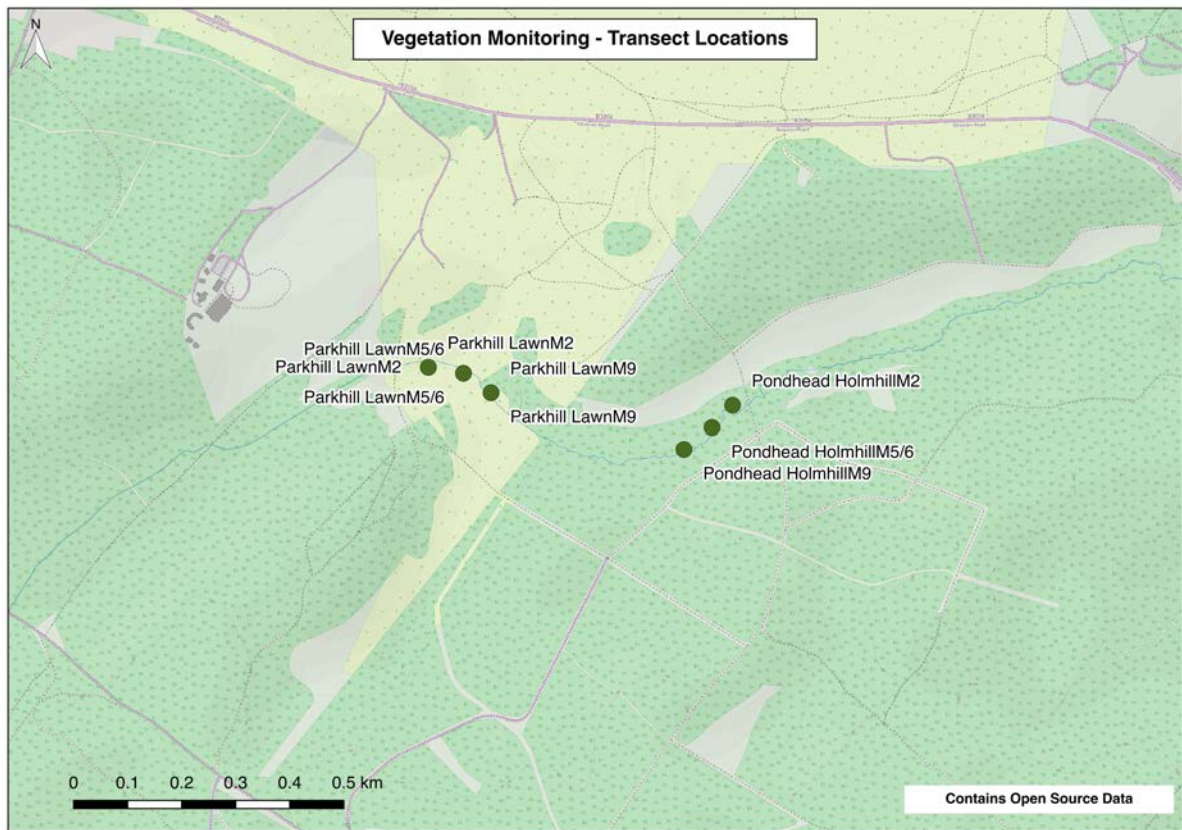 N
Vegetation Monitoring - Transect Locations
Parkhill LawnM5/6
Parkhill LawnM2
Parkhill LawnM2
Parkhill LawnM9
Parkhill LawnM5/6
Parkhill LawnM9
Pondhead HolmhillM2
Pondhead HolmhillM5/6
Pondhead HolmhillM9
0 0.1 0.2 0.3 0.4 0.5 km
Contains Open Source Data